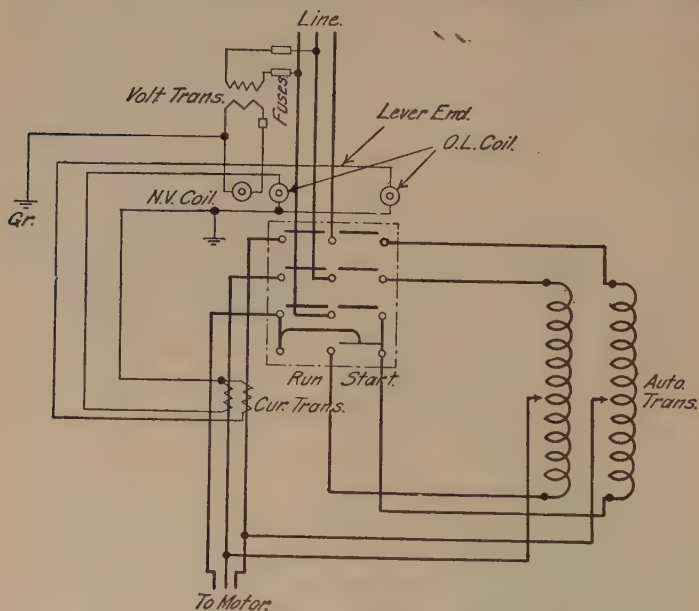 Line.
Volt Trans.
Fuses
Lever End.
O.L. Coil.
N.V. Coil.
Gr.
Run Start.
Cur. Trans.
Auto. Trans.
To Motor.